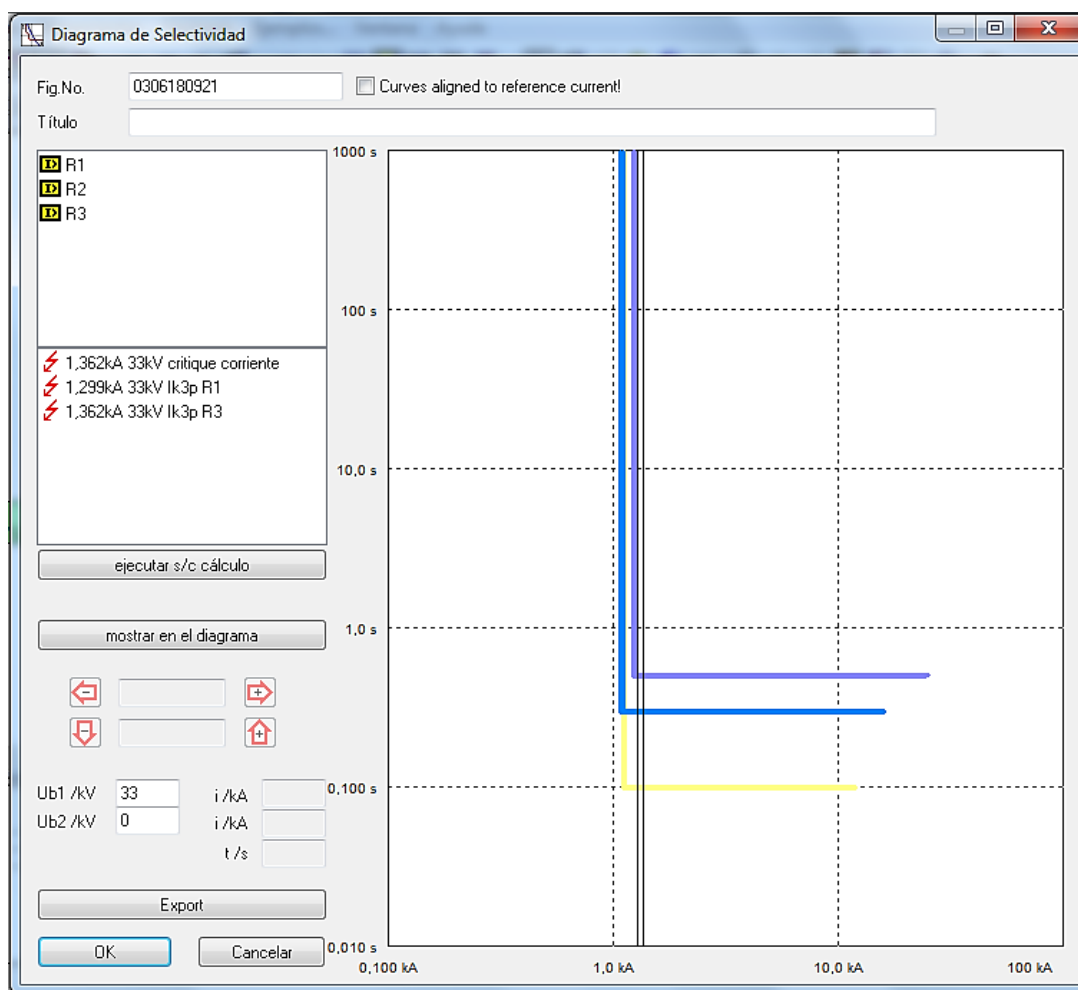 Diagrama de Selectividad
Fig.No. 0306180921 Curves aligned to reference current!
Título
R1
R2
R3
1,362kA 33kV critique corriente
1,299kA 33kV Ik3p R1
1,362kA 33kV Ik3p R3
ejecutar s/c cálculo
mostrar en el diagrama
Ub1 /kV 33 i /kA
Ub2 /kV 0 i /kA
t /s
Export
OK Cancelar
1000 s
100 s
10,0 s
1,0 s
0,100 s
0,010 s
0,100 kA 1,0 kA 10,0 kA 100 kA